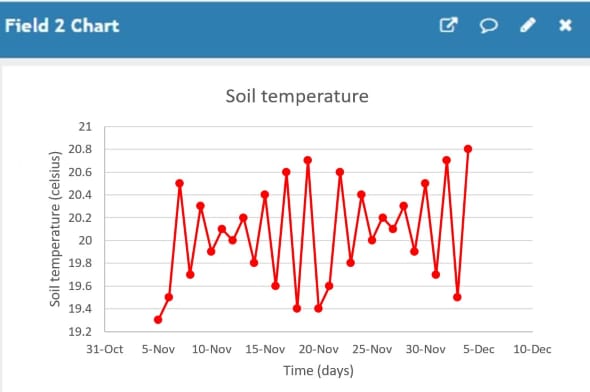 Field 2 Chart
Soil temperature
Soil temperature (celsius)
21
20.8
20.6
20.4
20.2
20
19.8
19.6
19.4
19.2
31-Oct 5-Nov 10-Nov 15-Nov 20-Nov 25-Nov 30-Nov 5-Dec 10-Dec
Time (days)